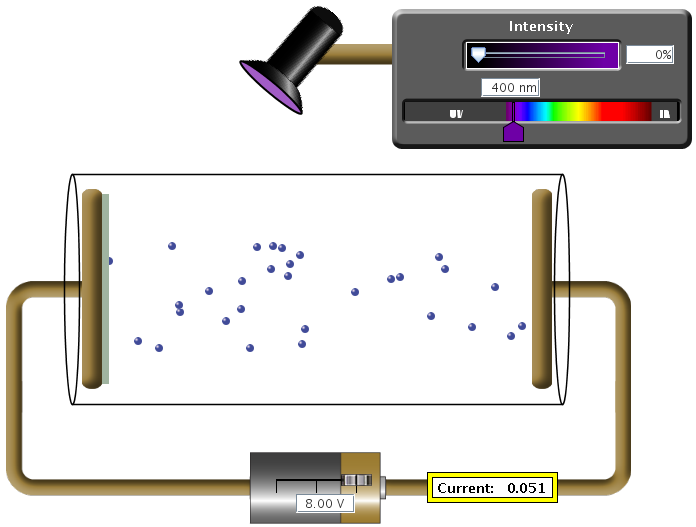 Intensity
0%
400 nm
UV
IR
8.00 V
Current: 0.051